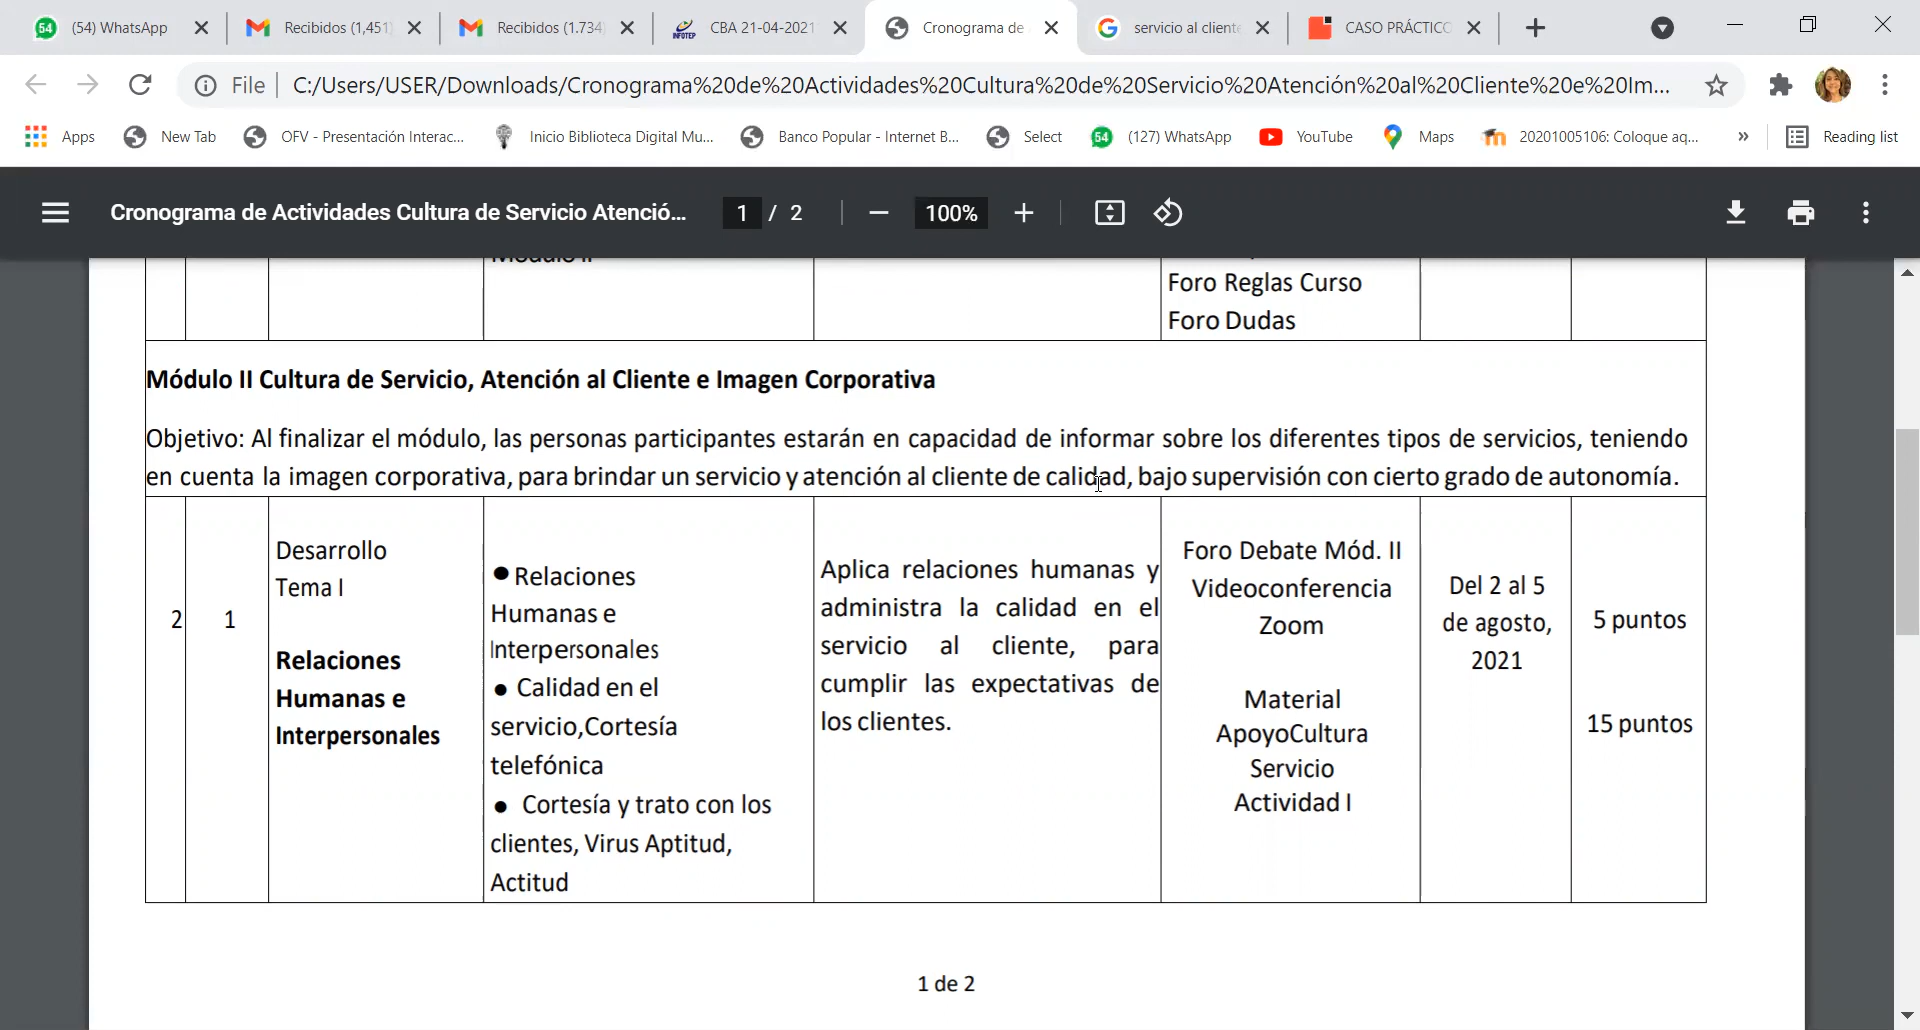 54 (54) WhatsApp
Recibidos (1,451)
Recibidos (1.734)
INFOTEP CBA 21-04-2021
Cronograma de
servicio al cliente
CASO PRÁCTICO
File C:/Users/USER/Downloads/Cronograma%20de%20Actividades%20Cultura%20de%20Servicio%20Atención%20al%20Cliente%20e%20Im...
Apps
New Tab
OFV - Presentación Interac...
Inicio Biblioteca Digital Mu...
Banco Popular - Internet B...
Select
54 (127) WhatsApp
YouTube
Maps
20201005106: Coloque aq...
»
Reading list
Cronograma de Actividades Cultura de Servicio Atenció...
1 / 2
100%
Foro Reglas Curso
Foro Dudas
Módulo II Cultura de Servicio, Atención al Cliente e Imagen Corporativa
Objetivo: Al finalizar el módulo, las personas participantes estarán en capacidad de informar sobre los diferentes tipos de servicios, teniendo
en cuenta la imagen corporativa, para brindar un servicio y atención al cliente de calidad, bajo supervisión con cierto grado de autonomía.
2
1
Desarrollo
Tema I
Relaciones
Humanas e
Interpersonales
● Relaciones
Humanas e
Interpersonales
● Calidad en el
servicio,Cortesía
telefónica
● Cortesía y trato con los
clientes, Virus Aptitud,
Actitud
Aplica relaciones humanas y
administra la calidad en el
servicio al cliente, para
cumplir las expectativas de
los clientes.
Foro Debate Mód. II
Videoconferencia
Zoom
Material
ApoyoCultura
Servicio
Actividad I
Del 2 al 5
de agosto,
2021
5 puntos
15 puntos
1 de 2